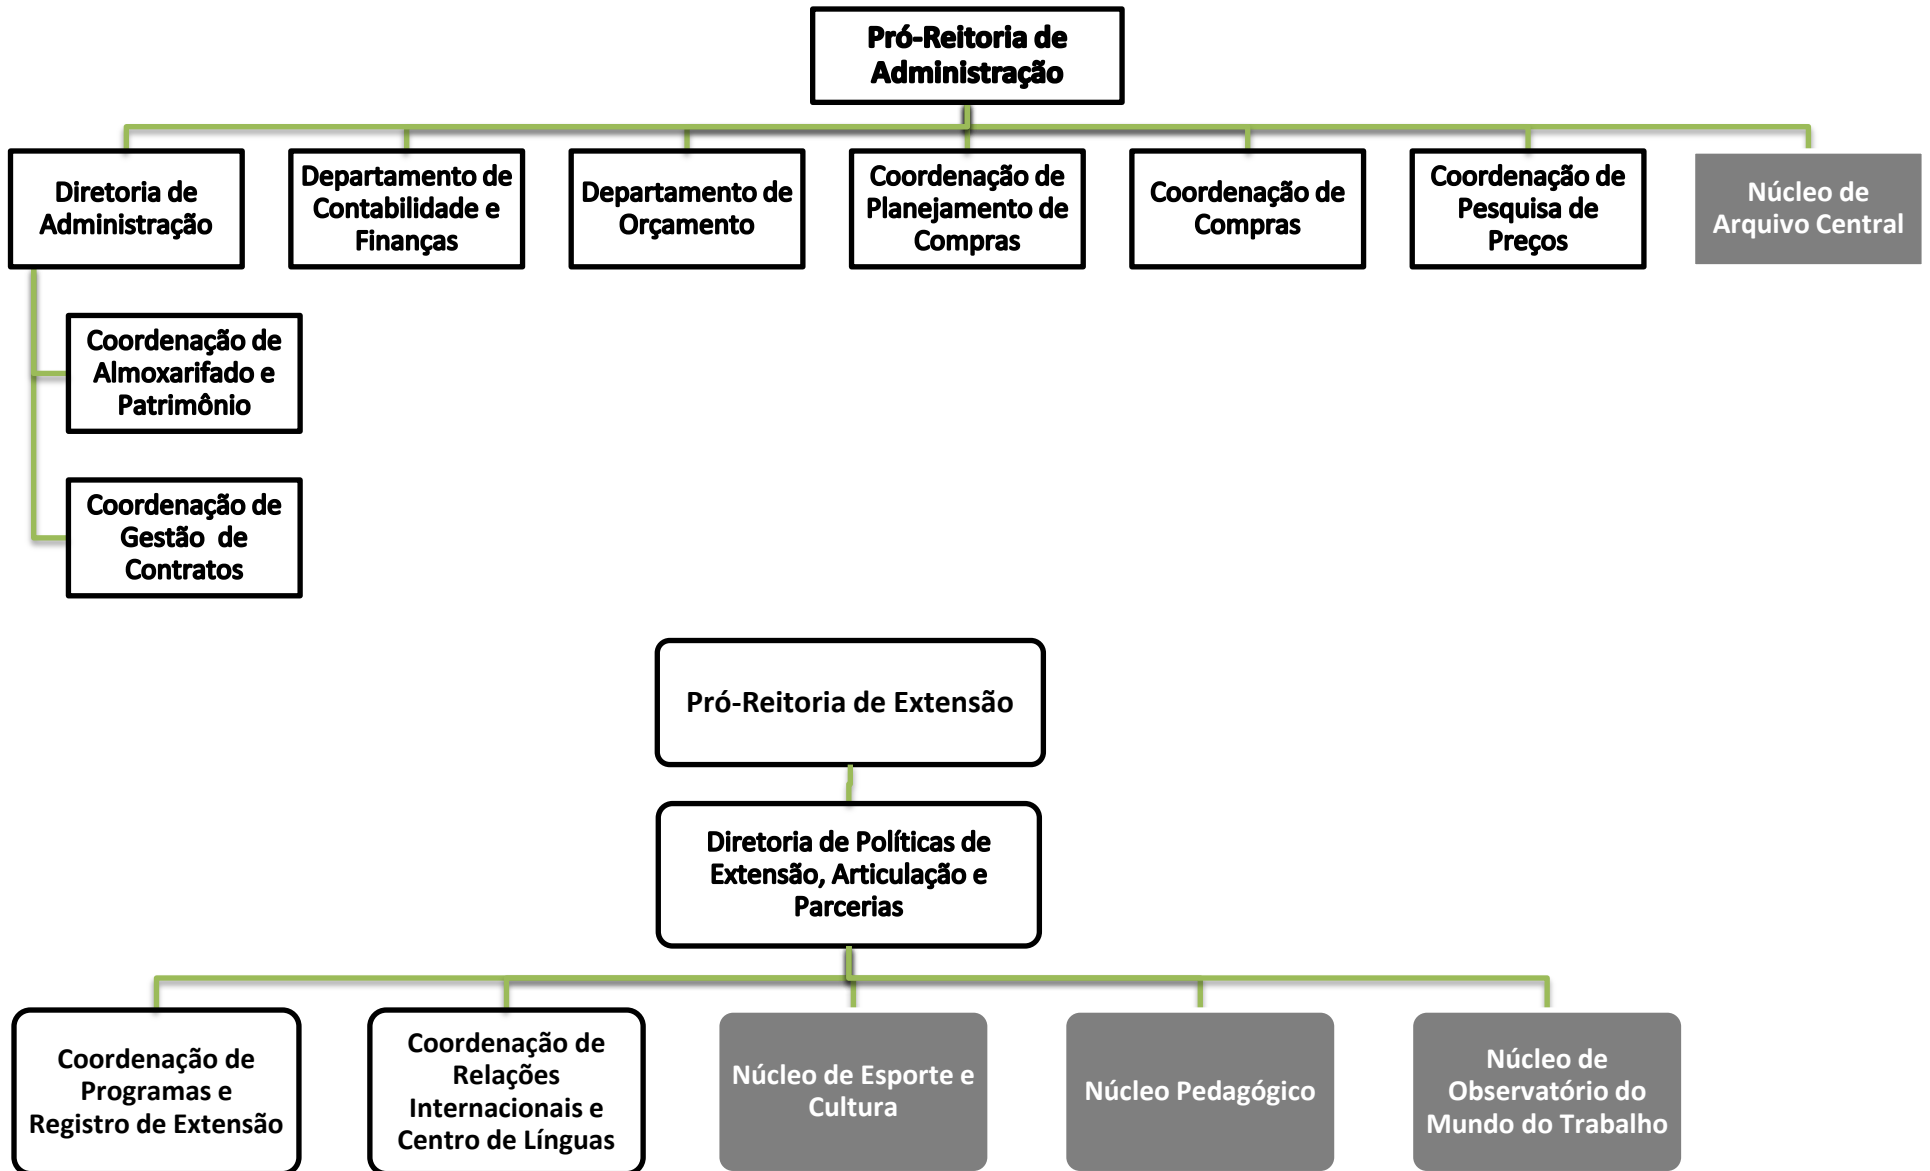 Pró-Reitoria de
Administração
Diretoria de
Administração
Departamento de
Contabilidade e
Finanças
Departamento de
Orçamento
Coordenação de
Planejamento de
Compras
Coordenação de
Compras
Coordenação de
Pesquisa de
Preços
Núcleo de
Arquivo Central
Coordenação de
Almoxarifado e
Patrimônio
Coordenação de
Gestão de
Contratos
Pró-Reitoria de Extensão
Diretoria de Políticas de
Extensão, Articulação e
Parcerias
Coordenação de
Programas e
Registro de Extensão
Coordenação de
Relações
Internacionais e
Centro de Línguas
Núcleo de Esporte e
Cultura
Núcleo Pedagógico
Núcleo de
Observatório do
Mundo do Trabalho